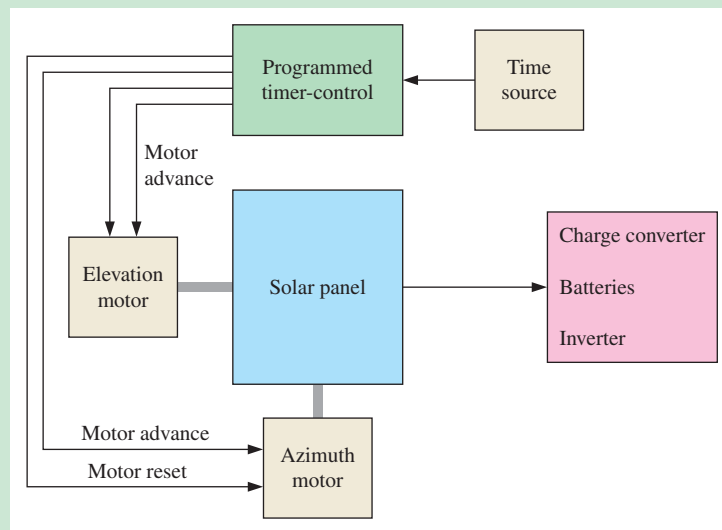 Programmed
timer-control
Time
source
Motor
advance
Elevation
motor
Solar panel
Charge converter
Batteries
Inverter
Motor advance
Motor reset
Azimuth
motor